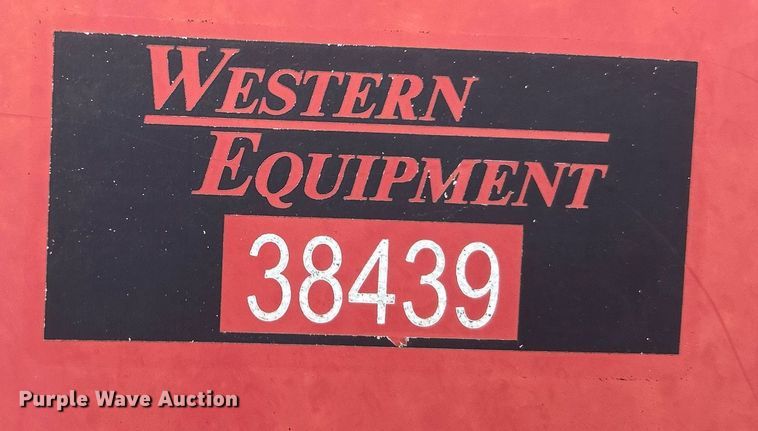 WESTERN
EQUIPMENT
38439
Purple Wave Auction